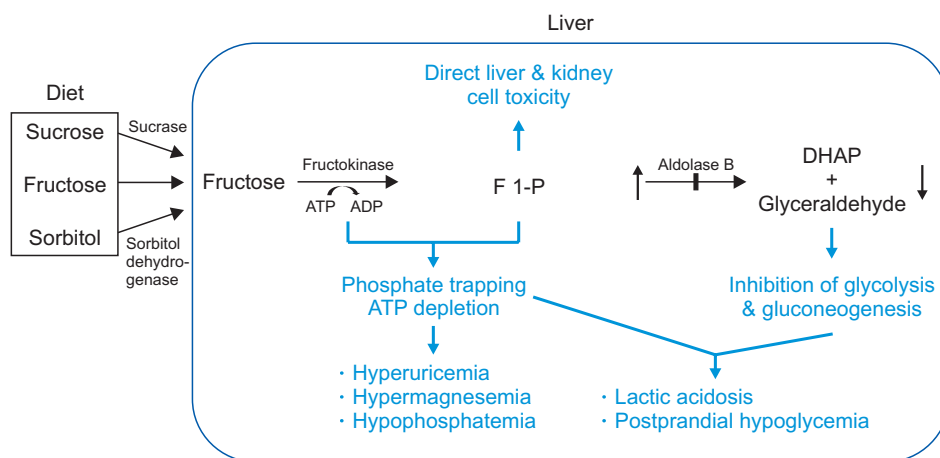 Liver
Diet
Sucrose
Fructose
Sorbitol
Sucrase
Sorbitol
dehydro-
genase
Fructose
Fructokinase
ATP
ADP
Direct liver & kidney
cell toxicity
F 1-P
Aldolase B
DHAP
+
Glyceraldehyde
Phosphate trapping
ATP depletion
Inhibition of glycolysis
& gluconeogenesis
· Hyperuricemia
· Hypermagnesemia
· Hypophosphatemia
· Lactic acidosis
· Postprandial hypoglycemia